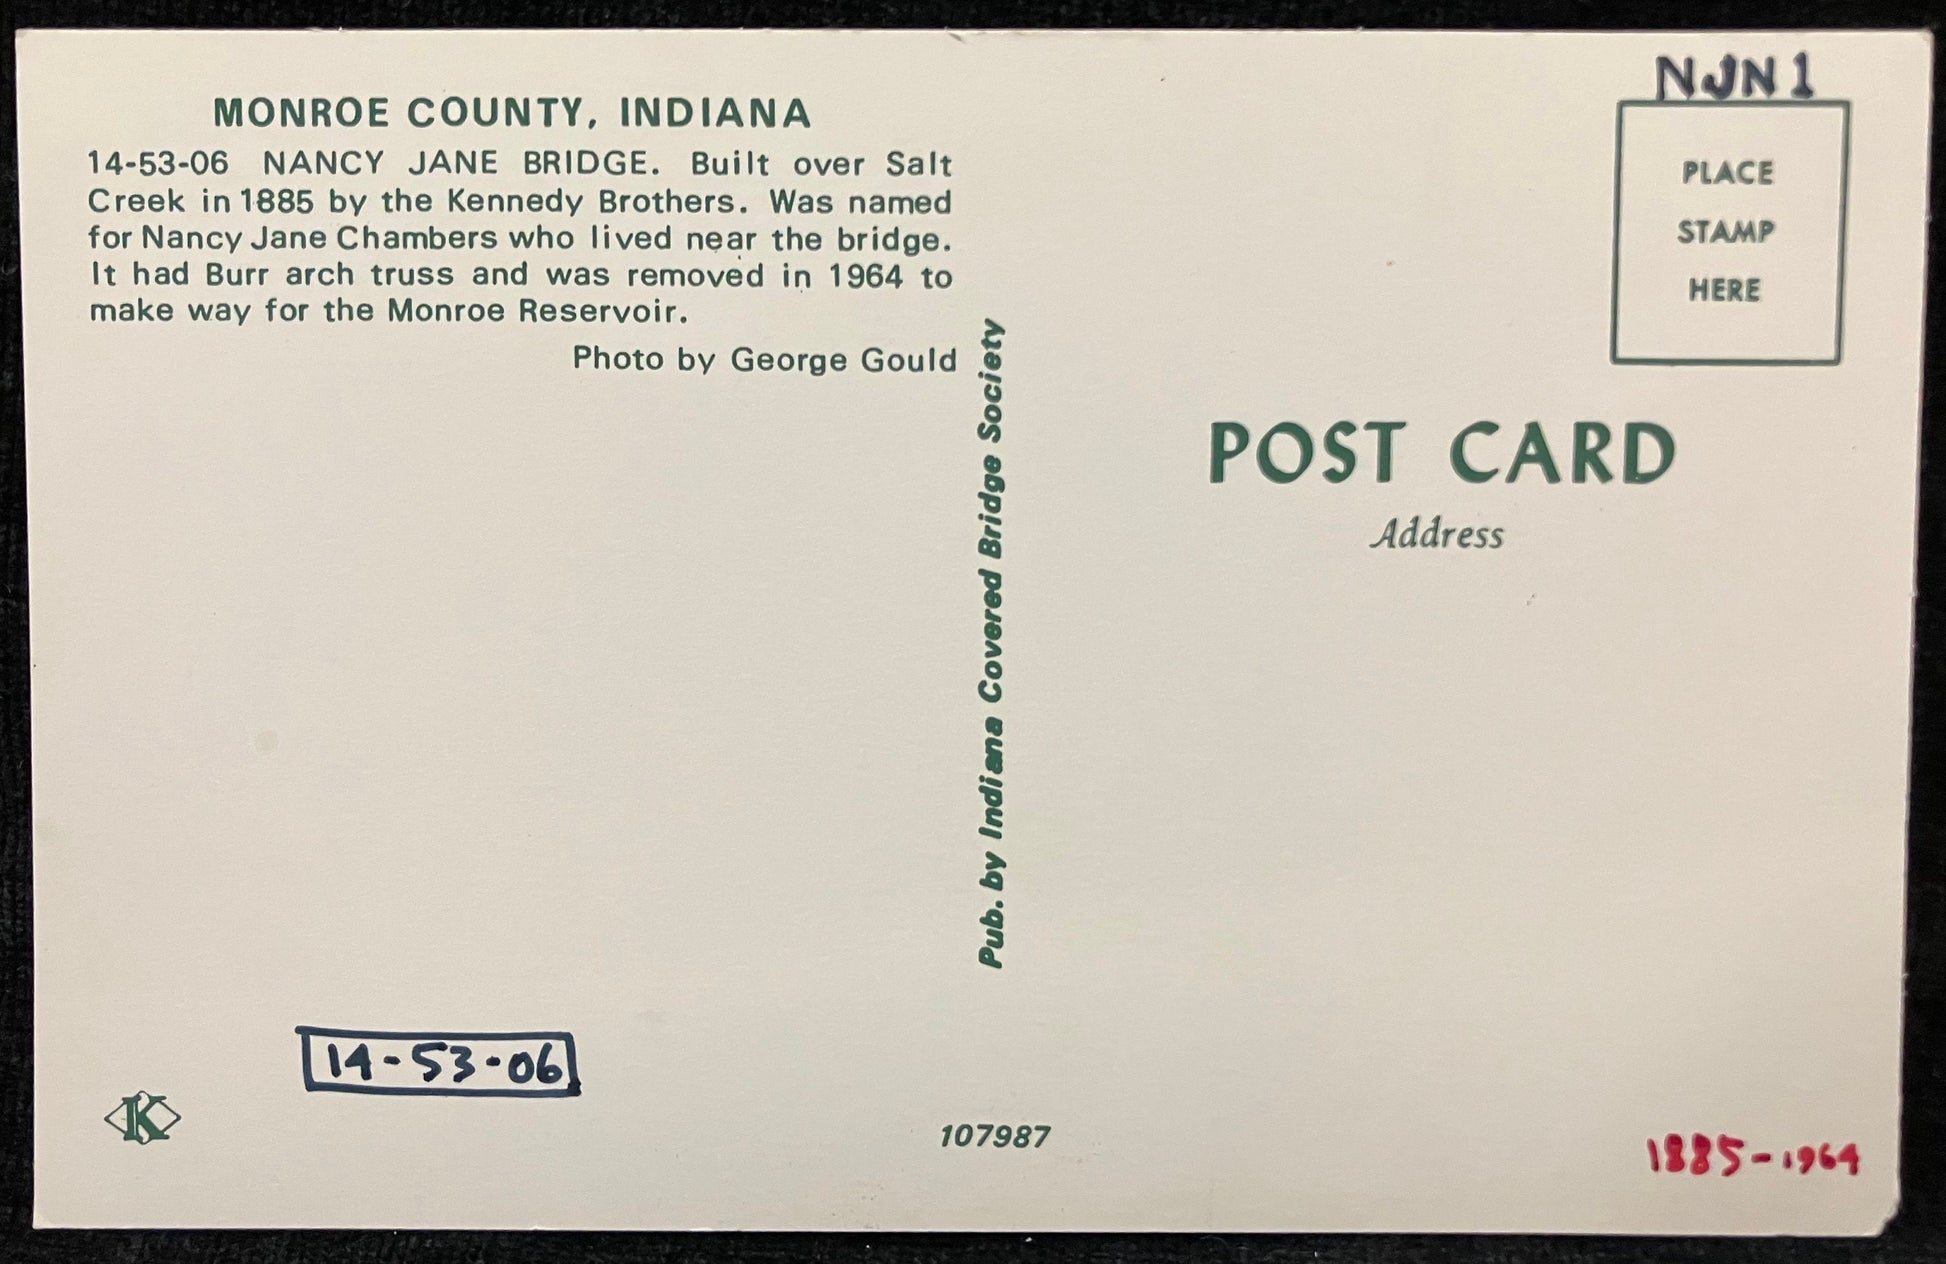 MONROE COUNTY, INDIANA
14-53-06 NANCY JANE BRIDGE. Built over Salt
Creek in 1885 by the Kennedy Brothers. Was named
for Nancy Jane Chambers who lived near the bridge.
It had Burr arch truss and was removed in 1964 to
make way for the Monroe Reservoir.
Photo by George Gould
Pub. by Indiana Covered Bridge Society
NJN1
PLACE
STAMP
HERE
POST CARD
Address
14-53-06
K
107987
1885-1964